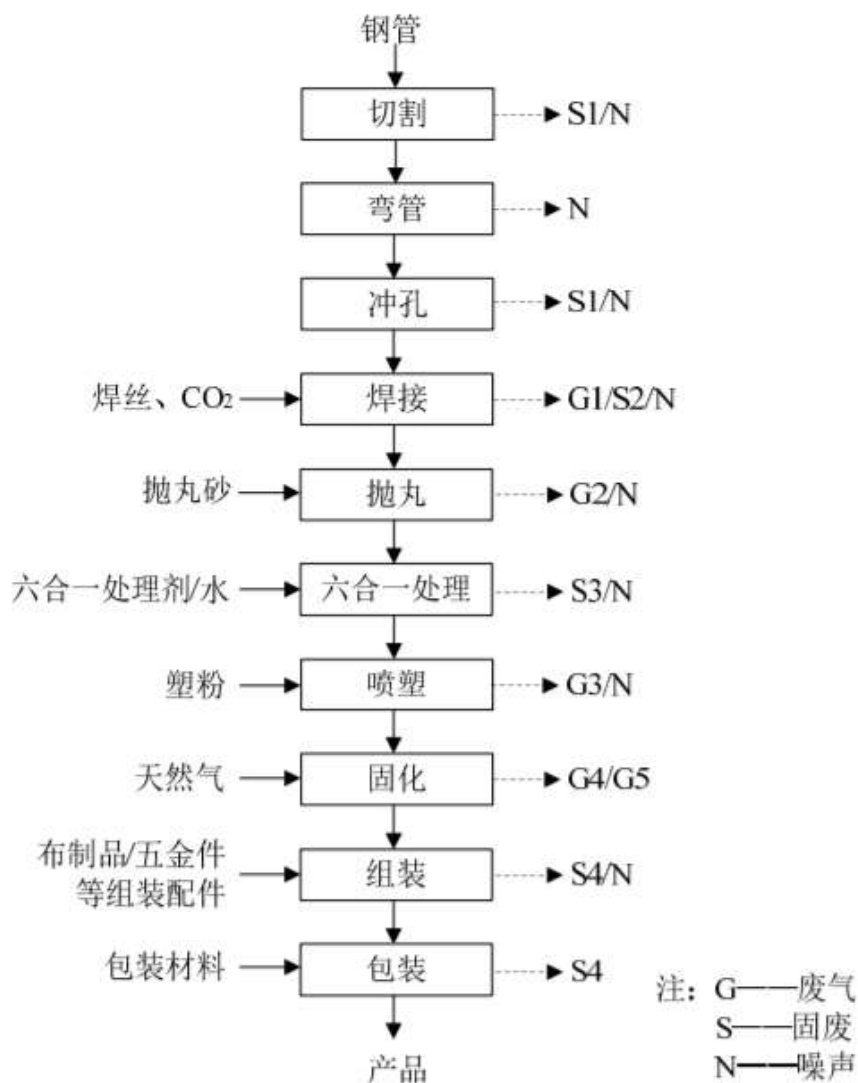 钢管
切割
S1/N
弯管
N
冲孔
S1/N
焊丝、CO₂
焊接
G1/S2/N
抛丸砂
抛丸
G2/N
六合一处理剂/水
六合一处理
S3/N
塑粉
喷塑
G3/N
天然气
固化
G4/G5
布制品/五金件
等组装配件
组装
S4/N
包装材料
包装
S4
产品
注：G——废气
S——固废
N——噪声